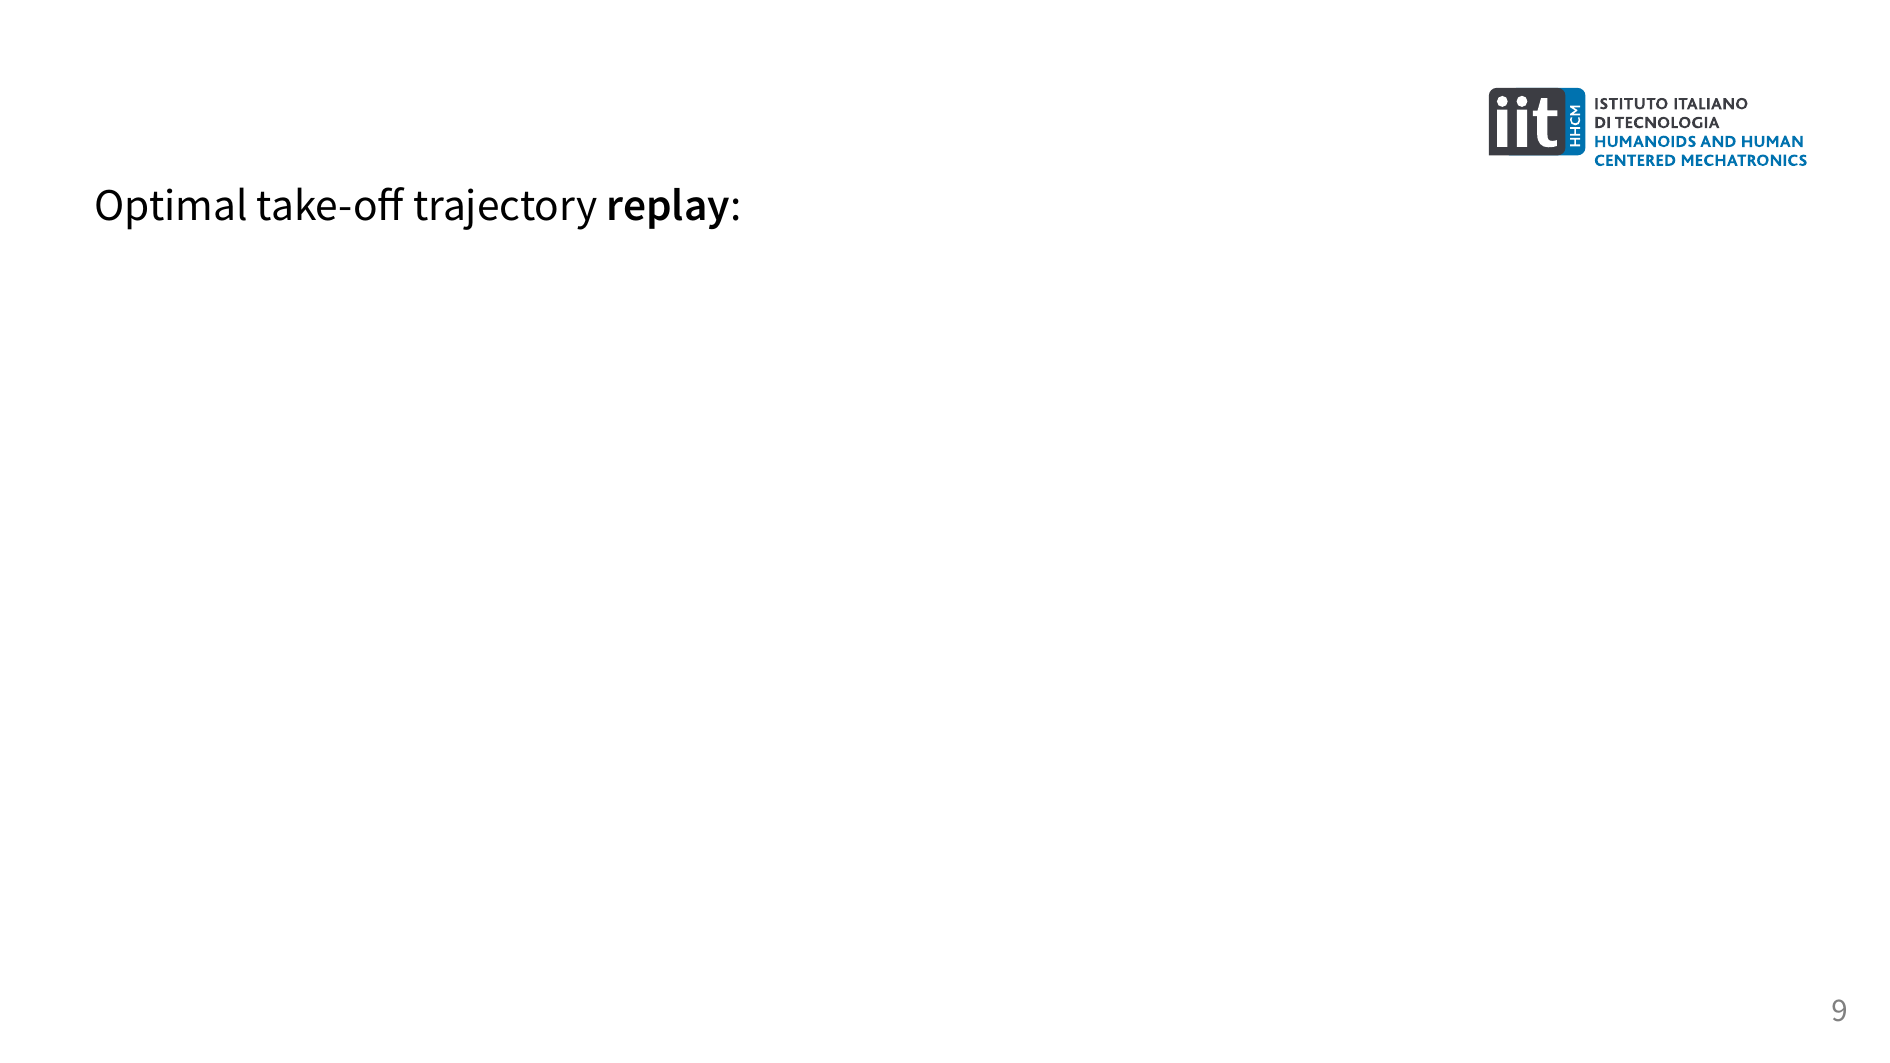 iit
HHCM
ISTITUTO ITALIANO
DI TECNOLOGIA
HUMANOIDS AND HUMAN
CENTERED MECHATRONICS
Optimal take-off trajectory replay:
9